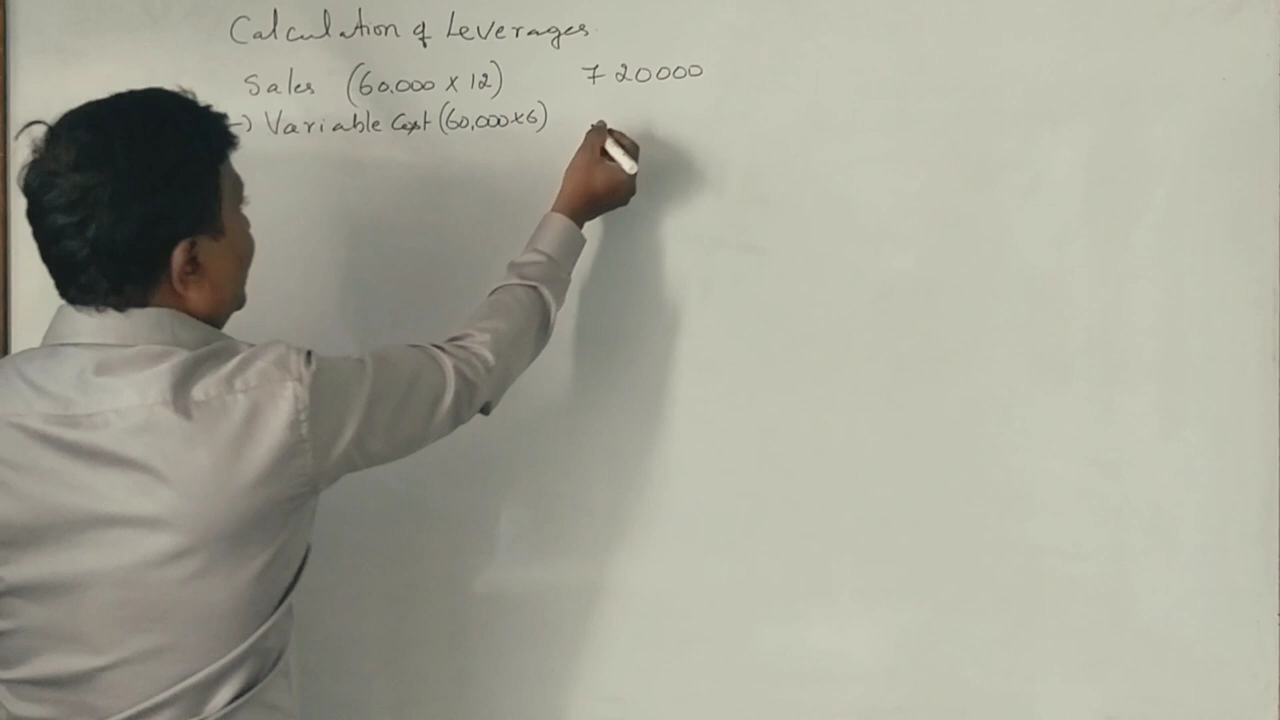 Calculation of Leverages
Sales (60,000 x 12) 720000
-) Variable Cost (60,000x6)